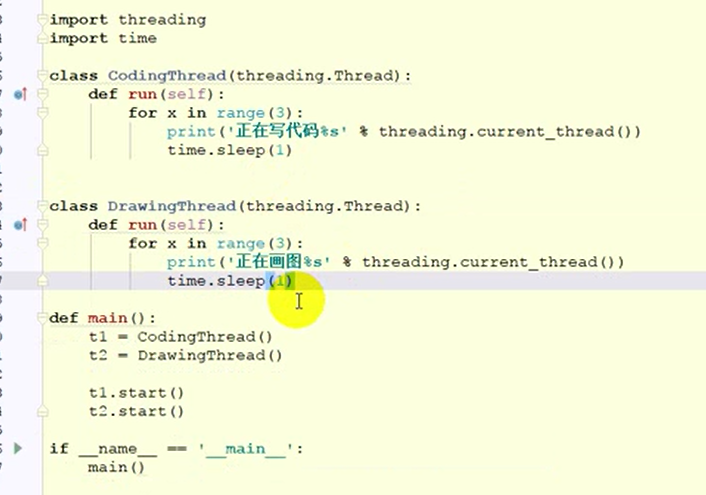 import threading
import time
class CodingThread(threading.Thread):
def run(self):
for x in range(3):
print('正在写代码%s' % threading.current_thread())
time.sleep(1)
class DrawingThread(threading.Thread):
def run(self):
for x in range(3):
print('正在画图%s' % threading.current_thread())
time.sleep(1)
def main():
t1 = CodingThread()
t2 = DrawingThread()
t1.start()
t2.start()
if __name__ == '__main__':
main()